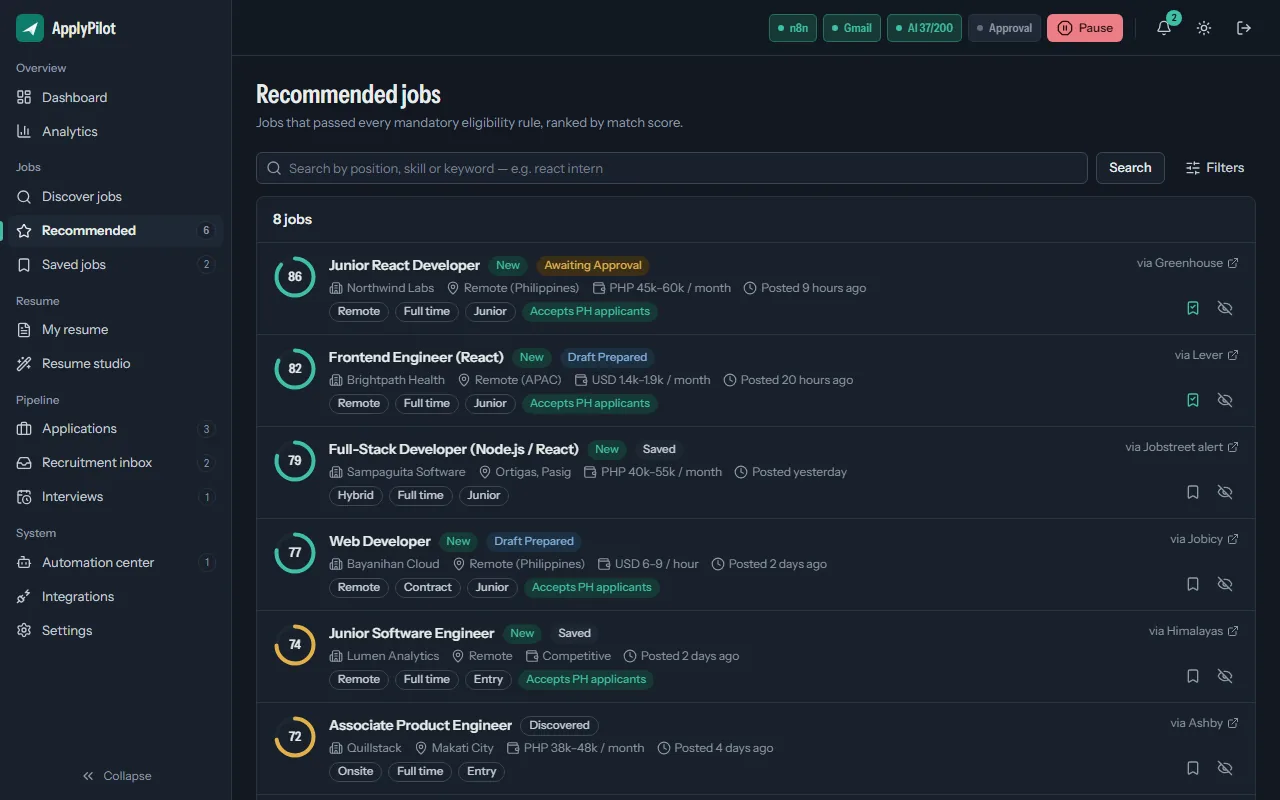 ApplyPilot
n8n
Gmail
AI 37/200
Approval
Pause
2
Overview
Dashboard
Analytics
Jobs
Discover jobs
Recommended 6
Saved jobs 2
Resume
My resume
Resume studio
Pipeline
Applications 3
Recruitment inbox 2
Interviews 1
System
Automation center 1
Integrations
Settings
Collapse
Recommended jobs
Jobs that passed every mandatory eligibility rule, ranked by match score.
Search by position, skill or keyword — e.g. react intern
Search
Filters
8 jobs
86
Junior React Developer New Awaiting Approval
via Greenhouse
Northwind Labs Remote (Philippines) PHP 45k–60k / month Posted 9 hours ago
Remote Full time Junior Accepts PH applicants
82
Frontend Engineer (React) New Draft Prepared
via Lever
Brightpath Health Remote (APAC) USD 1.4k–1.9k / month Posted 20 hours ago
Remote Full time Junior Accepts PH applicants
79
Full-Stack Developer (Node.js / React) New Saved
via Jobstreet alert
Sampaguita Software Ortigas, Pasig PHP 40k–55k / month Posted yesterday
Hybrid Full time Junior
77
Web Developer New Draft Prepared
via Jobicy
Bayanihan Cloud Remote (Philippines) USD 6–9 / hour Posted 2 days ago
Remote Contract Junior Accepts PH applicants
74
Junior Software Engineer New Saved
via Himalayas
Lumen Analytics Remote Competitive Posted 2 days ago
Remote Full time Entry Accepts PH applicants
72
Associate Product Engineer Discovered
via Ashby
Quillstack Makati City PHP 38k–48k / month Posted 4 days ago
Onsite Full time Entry